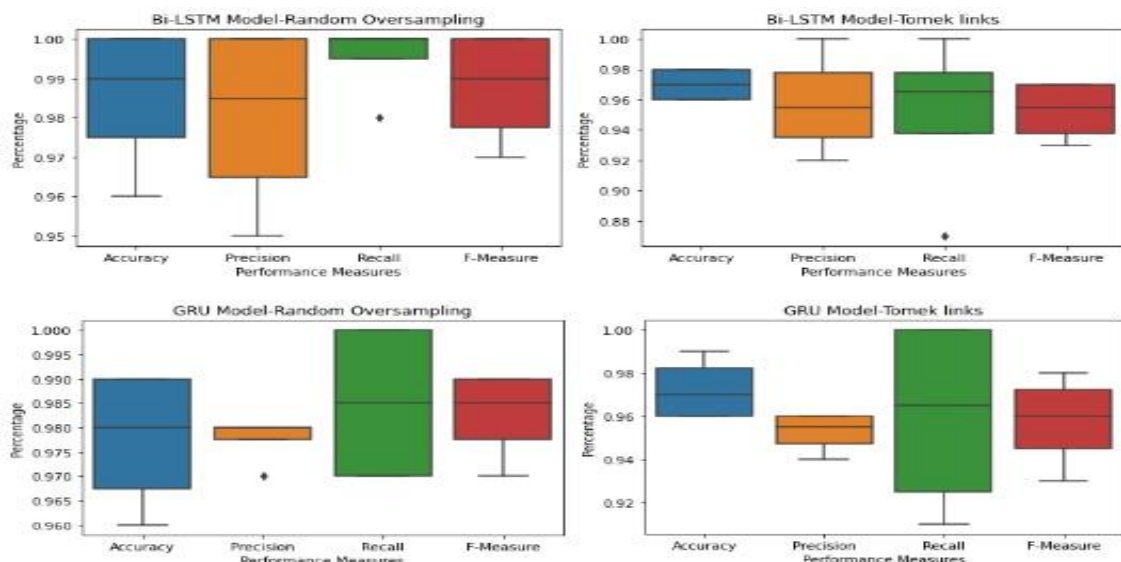 Bi-LSTM Model-Random Oversampling
1.00
0.99
0.98
0.97
0.96
0.95
Percentage
Accuracy Precision Recall F-Measure
Performance Measures
Bi-LSTM Model-Tomek links
1.00
0.98
0.96
0.94
0.92
0.90
0.88
Percentage
Accuracy Precision Recall F-Measure
Performance Measures
GRU Model-Random Oversampling
1.000
0.995
0.990
0.985
0.980
0.975
0.970
0.965
0.960
Percentage
Accuracy Precision Recall F-Measure
Performance Measures
GRU Model-Tomek links
1.00
0.98
0.96
0.94
0.92
Percentage
Accuracy Precision Recall F-Measure
Performance Measures